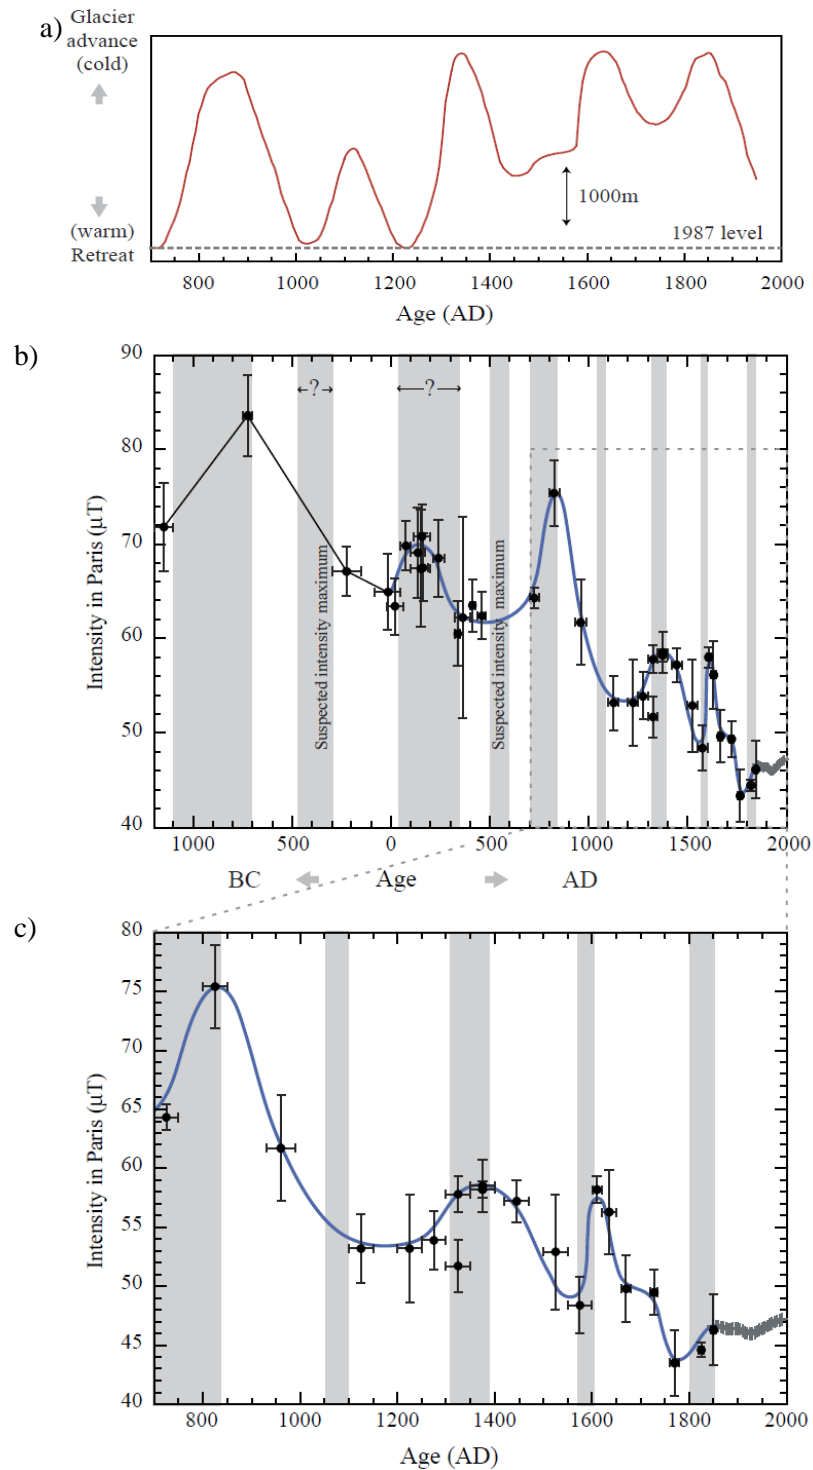 a)
Glacier
advance
(cold)
(warm)
Retreat
1000m
1987 level
800 1000 1200 1400 1600 1800 2000
Age (AD)
b)
90
80
70
60
50
40
Intensity in Paris (μT)
?
?
Suspected intensity maximum
Suspected intensity maximum
1000 500 0 500 1000 1500 2000
BC Age AD
c)
80
75
70
65
60
55
50
45
40
Intensity in Paris (μT)
800 1000 1200 1400 1600 1800 2000
Age (AD)